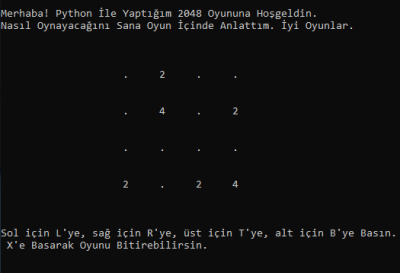 Merhaba! Python İle Yaptığım 2048 Oyununa Hoşgeldin.
Nasıl Oynayacağını Sana Oyun İçinde Anlattım. İyi Oyunlar.
. 2 . .
. 4 . 2
. . . .
2 . 2 4
Sol için L'ye, sağ için R'ye, üst için T'ye, alt için B'ye Basın.
X'e Basarak Oyunu Bitirebilirsin.